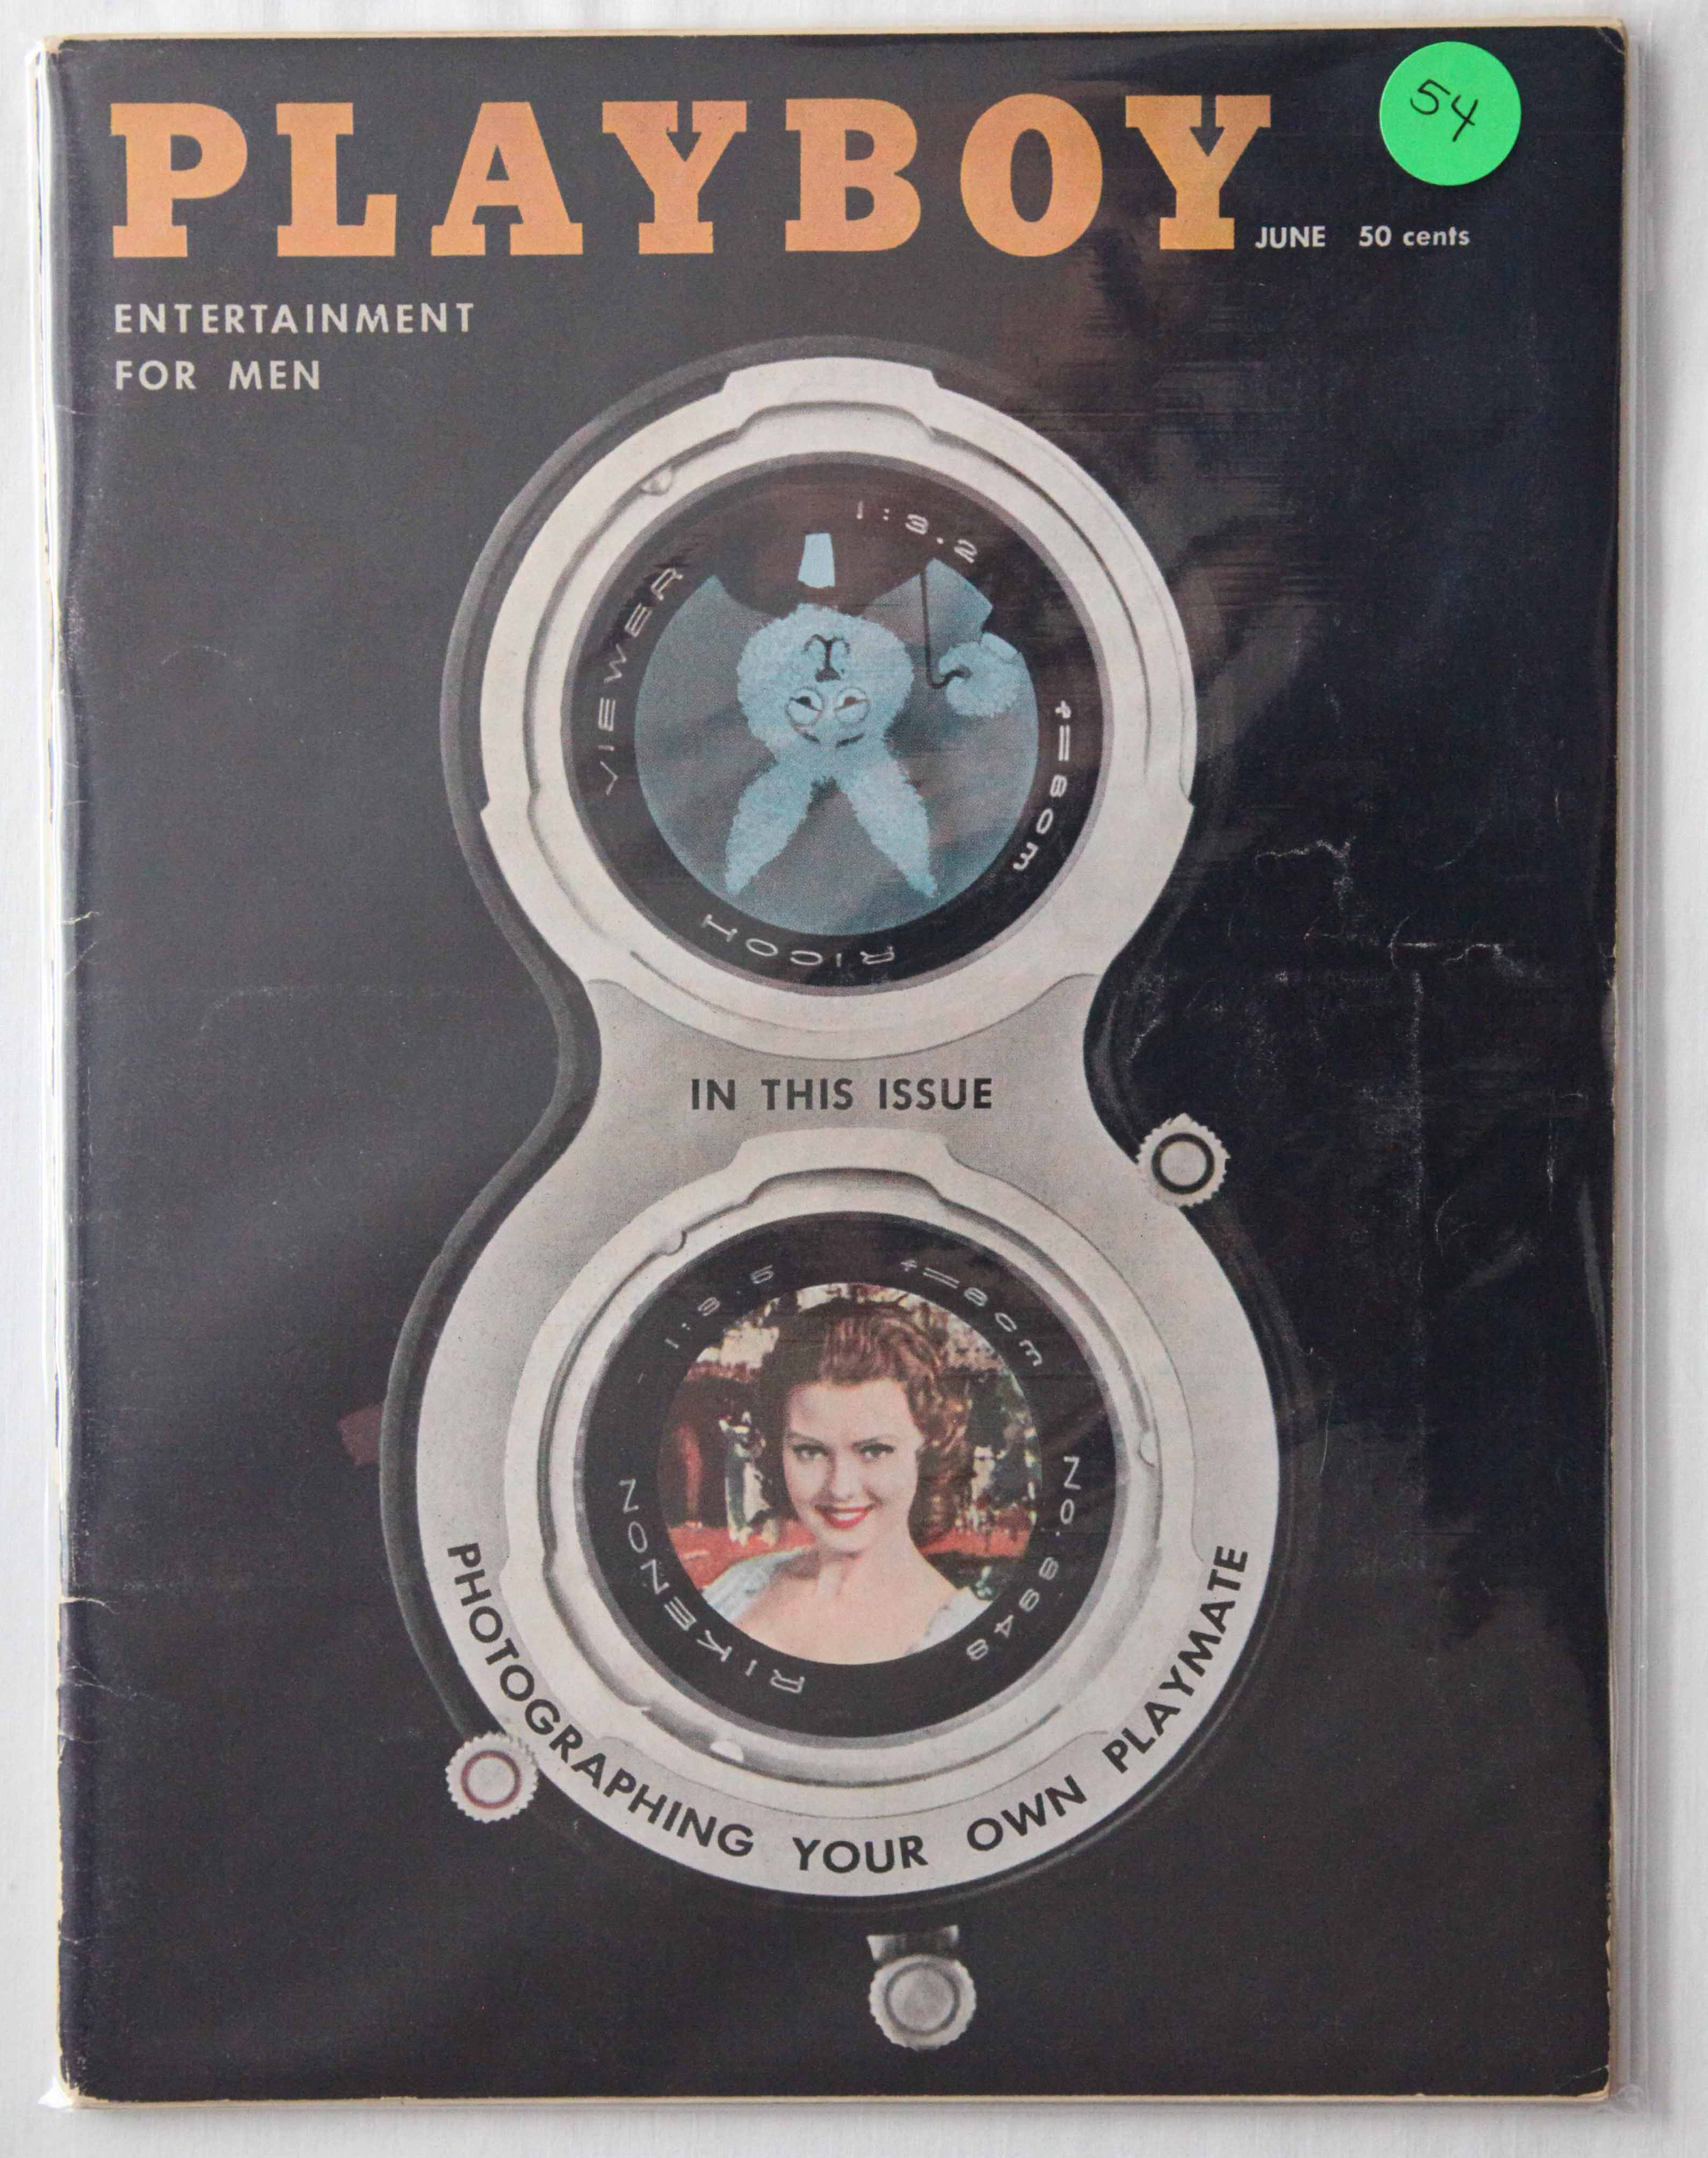 PLAYBOY
54
JUNE 50 cents
ENTERTAINMENT
FOR MEN
VIEWER 1:3.2 f=80m
RICOH
IN THIS ISSUE
1:3.5 f=8cm
RIKENON
No. 8948
PHOTOGRAPHING YOUR OWN PLAYMATE